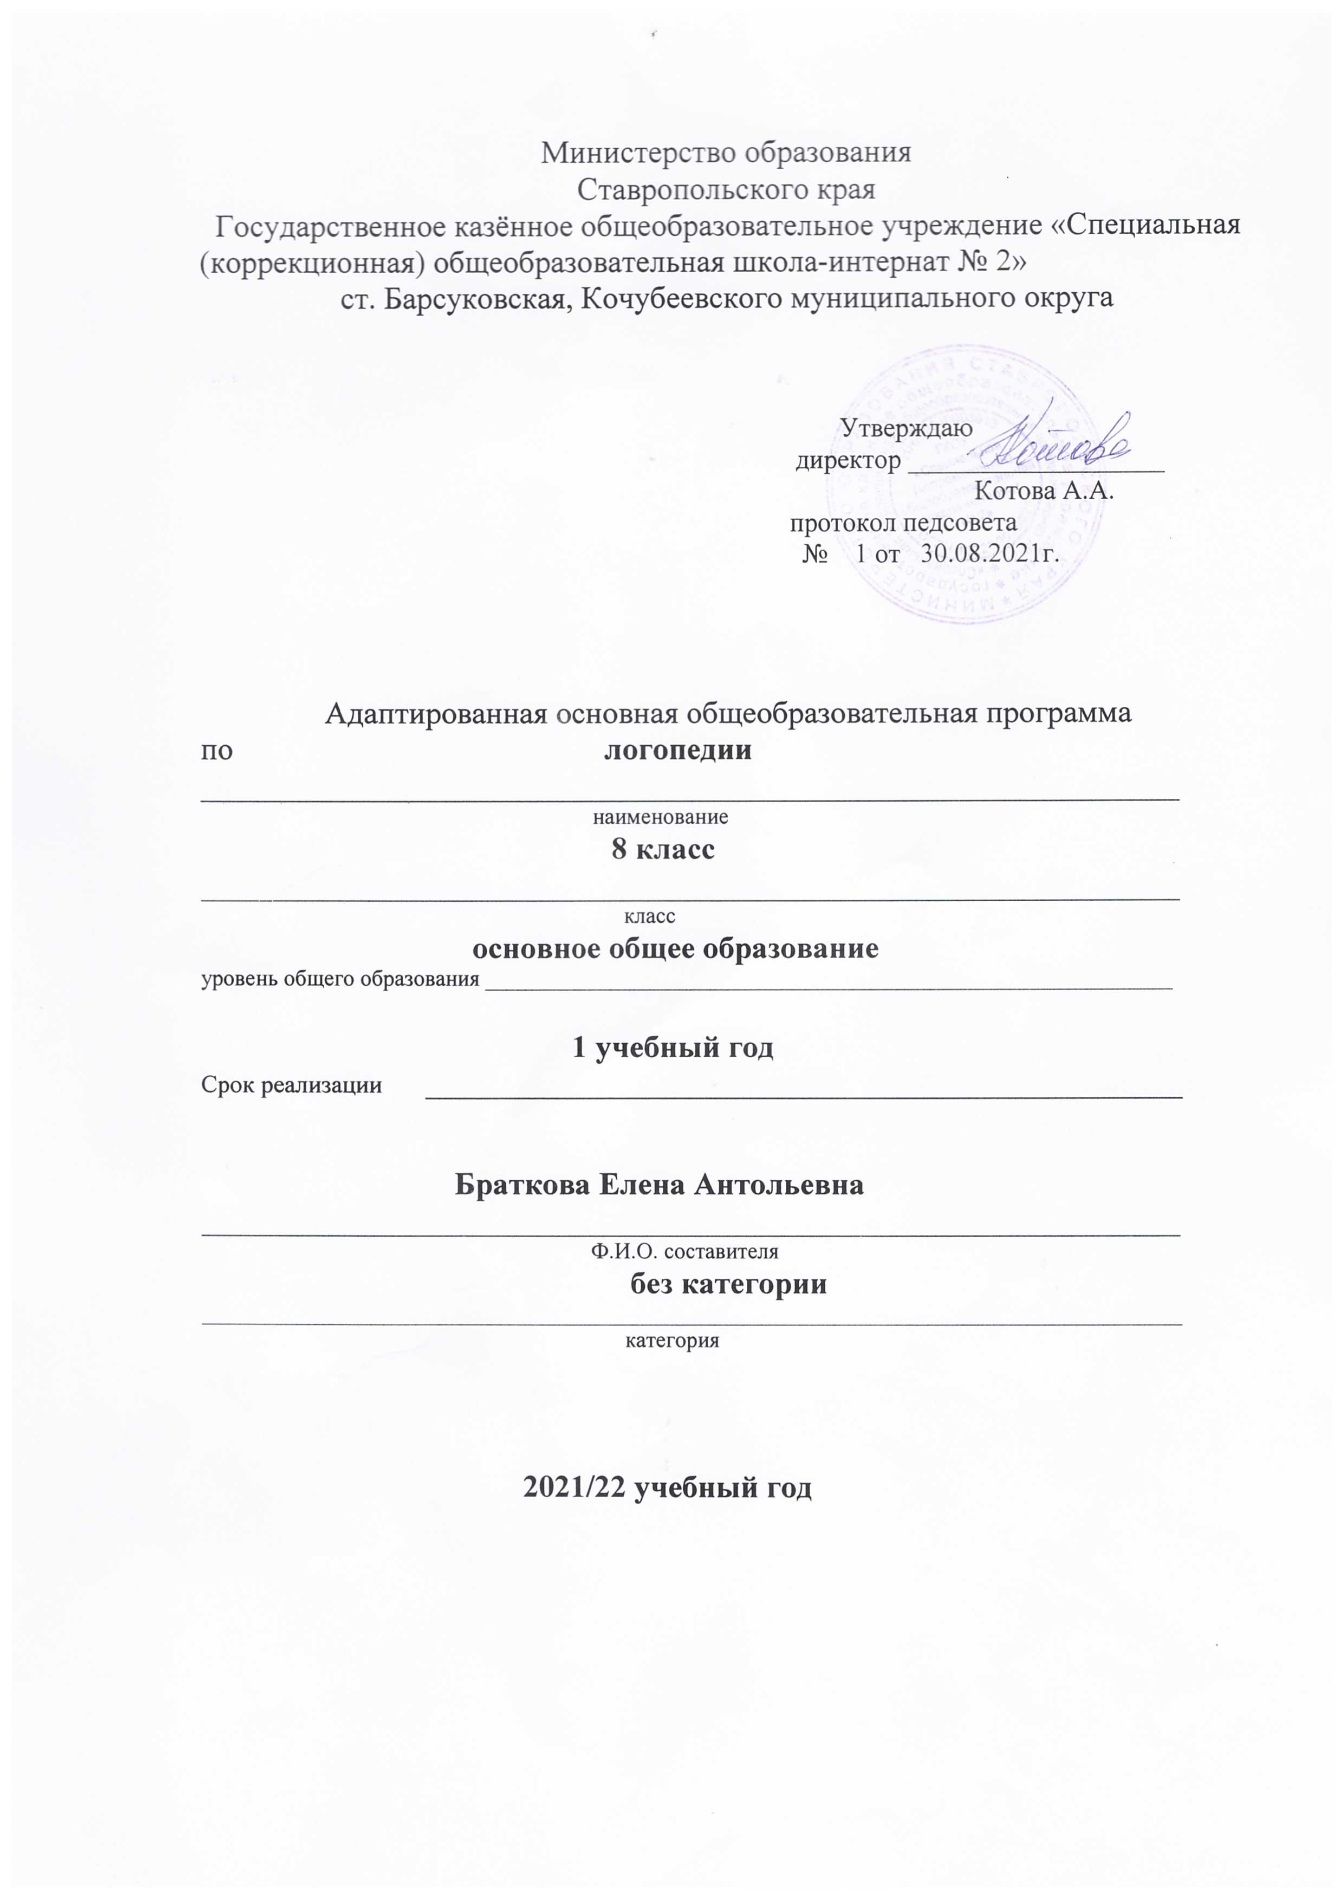 Министерство образования
Ставропольского края
Государственное казённое общеобразовательное учреждение «Специальная
(коррекционная) общеобразовательная школа-интернат № 2»
ст. Барсуковская, Кочубеевского муниципального округа
Утверждаю
директор Котова
Котова А.А.
протокол педсовета
№ 1 от 30.08.2021г.
Адаптированная основная общеобразовательная программа
по логопедии
наименование
8 класс
класс
основное общее образование
уровень общего образования
1 учебный год
Срок реализации
Браткова Елена Антольевна
Ф.И.О. составителя
без категории
категория
2021/22 учебный год